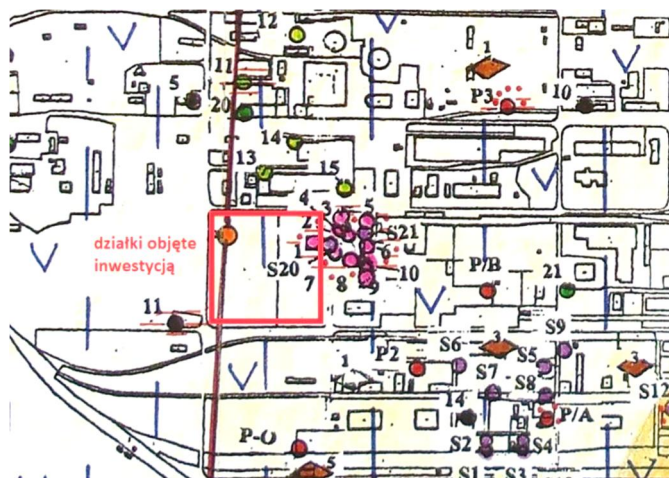 12
1
11
5
P3
10
20
14
13
15
4
3
5
2
S21
działki objęte
inwestycją
1
6
S20
7
8
10
9
P/B
21
11
S6
3
S9
P2
S5
3
1
S7
S8
S17
14
P/A
P-O
S2
S4
5
S1
S3